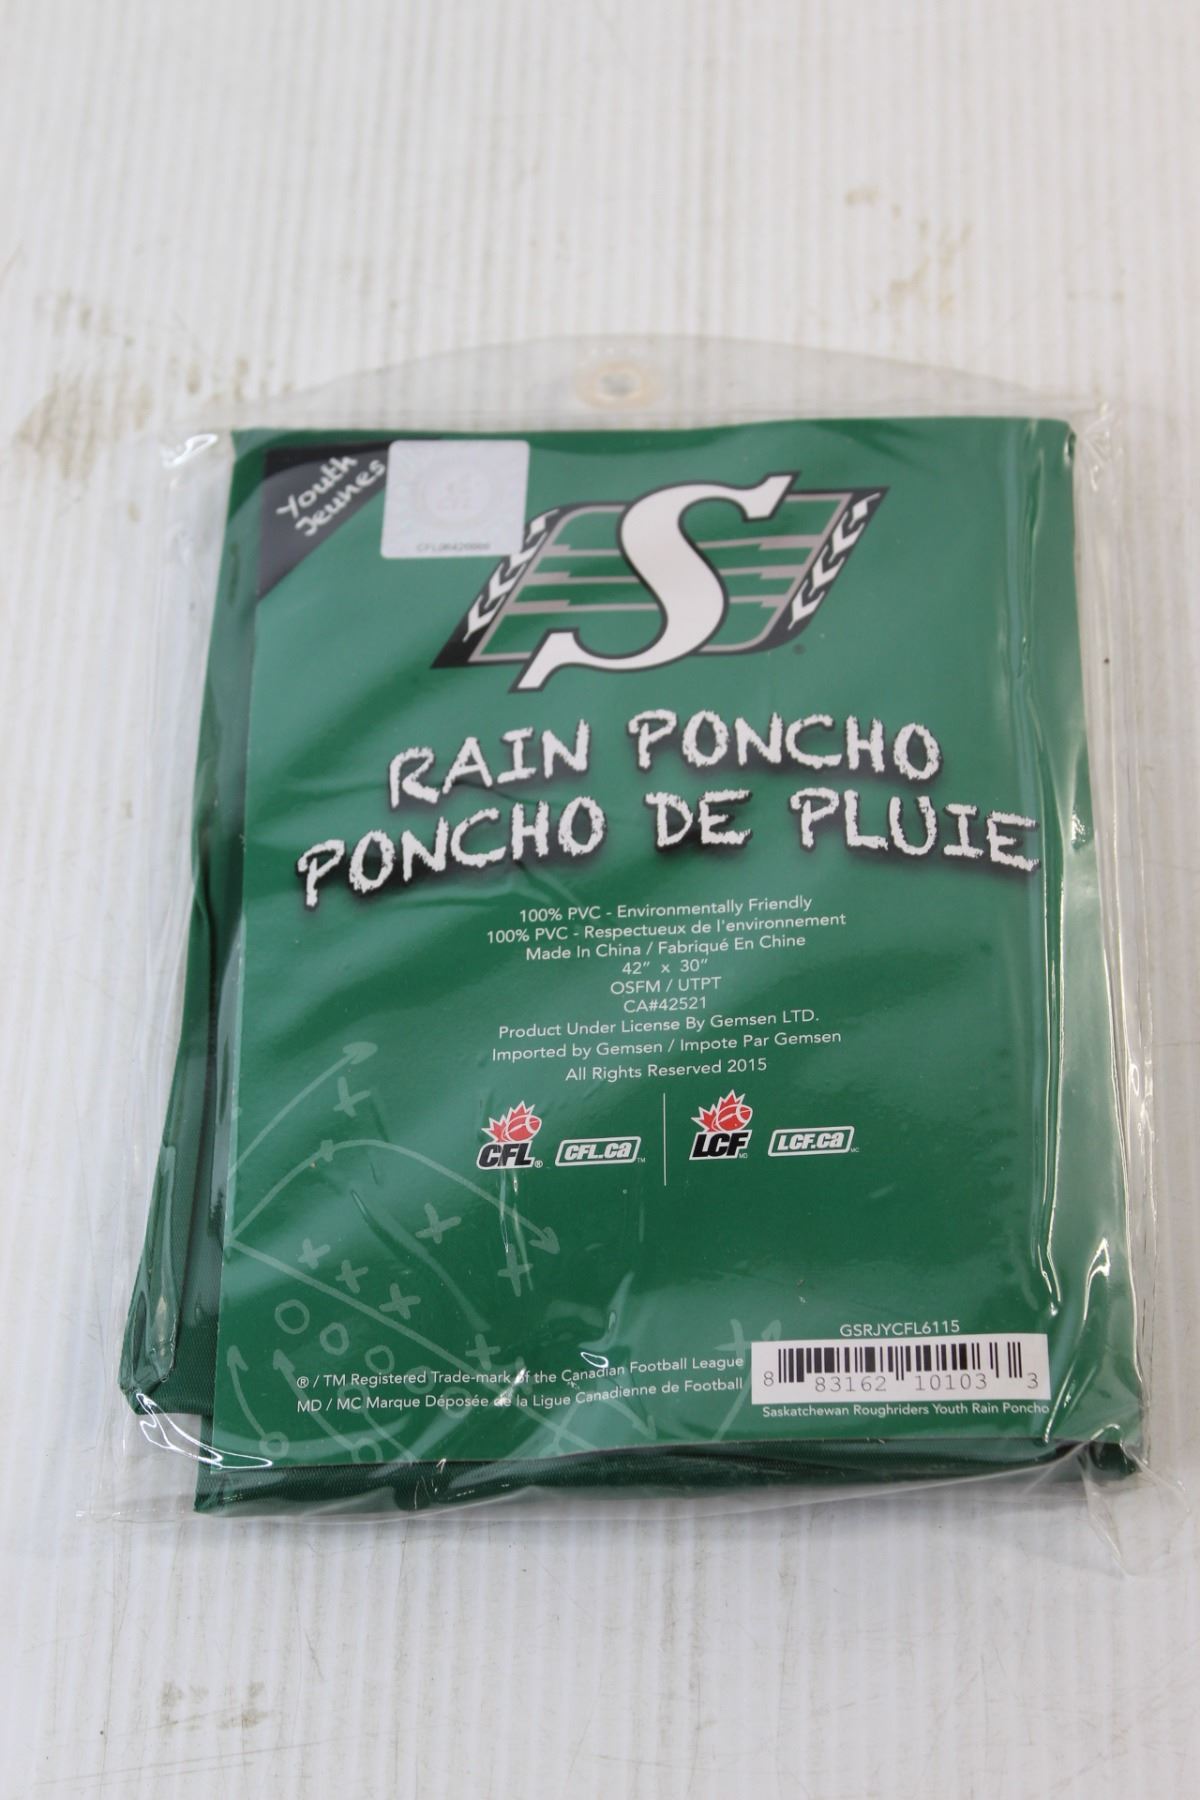 Youth
Jeunes
S
RAIN PONCHO
PONCHO DE PLUIE
100% PVC - Environmentally Friendly
100% PVC - Respectueux de l'environnement
Made In China / Fabriqué En Chine
42" x 30"
OSFM / UTPT
CA#42521
Product Under License By Gemsen LTD.
Imported by Gemsen / Impote Par Gemsen
All Rights Reserved 2015
CFL® CFL.ca™ LCF MD LCF.ca MC
GSRJYCFL6115
® / TM Registered Trade-mark of the Canadian Football League
MD / MC Marque Déposée de la Ligue Canadienne de Football
8 83162 10103 3
Saskatchewan Roughriders Youth Rain Poncho